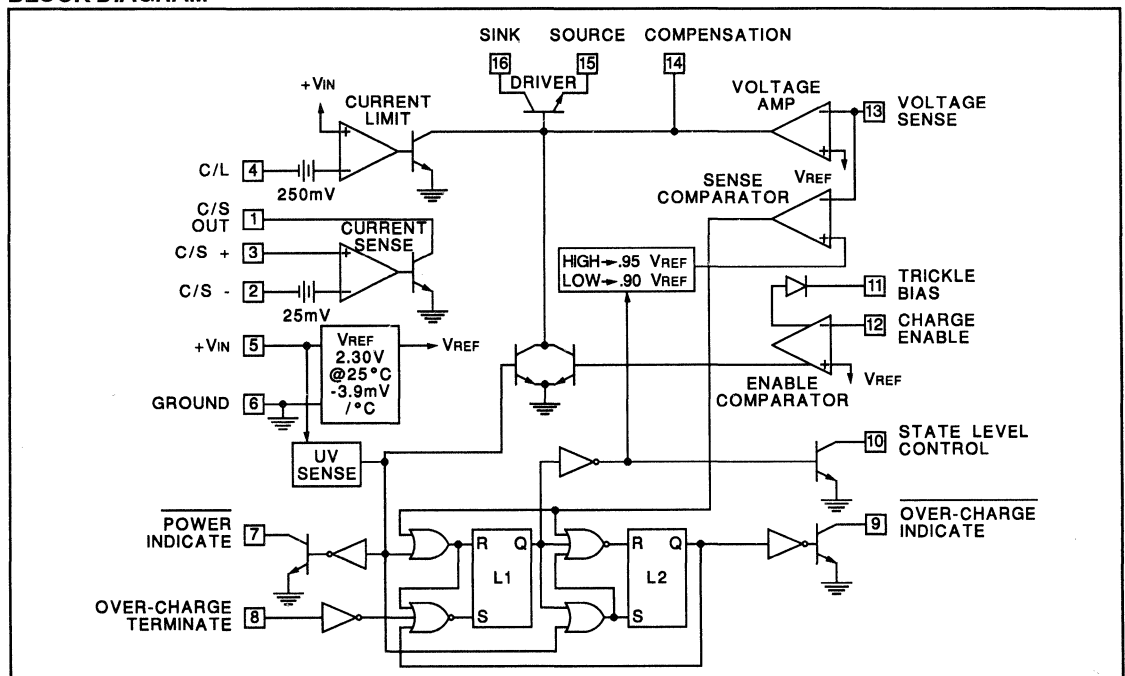 BLOCK DIAGRAM
SINK SOURCE COMPENSATION
16 15 14
DRIVER
+VIN
CURRENT
LIMIT
C/L 4
250mV
VOLTAGE
AMP
13 VOLTAGE
SENSE
VREF
C/S
OUT 1
C/S + 3
C/S - 2
CURRENT
SENSE
25mV
SENSE
COMPARATOR
HIGH→.95 VREF
LOW→.90 VREF
11 TRICKLE
BIAS
12 CHARGE
ENABLE
VREF
ENABLE
COMPARATOR
+VIN 5
GROUND 6
VREF
2.30V
@25°C
-3.9mV
/°C
VREF
UV
SENSE
10 STATE LEVEL
CONTROL
POWER
INDICATE 7
9 OVER-CHARGE
INDICATE
R Q
L1
S
R Q
L2
S
OVER-CHARGE
TERMINATE 8